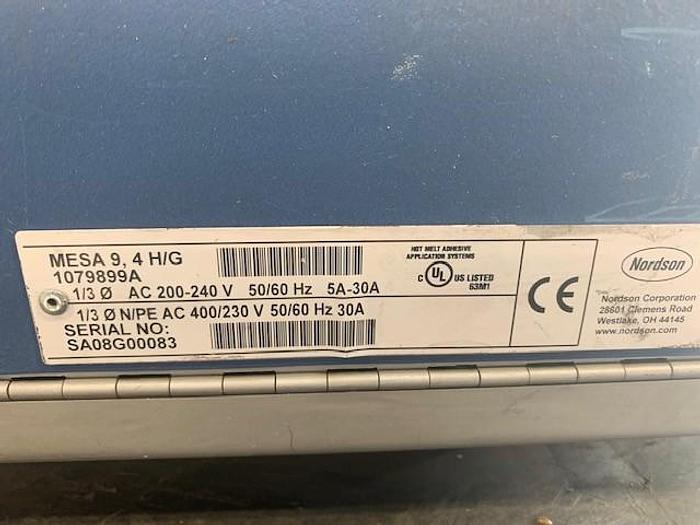 MESA 9, 4 H/G
1079899A
1/3 Ø AC 200-240 V 50/60 Hz 5A-30A
1/3 Ø N/PE AC 400/230 V 50/60 Hz 30A
SERIAL NO:
SA08G00083
HOT MELT ADHESIVE
APPLICATION SYSTEMS
C UL US LISTED
63M1
CE
Nordson
Nordson Corporation
28601 Clemens Road
Westlake, OH 44145
www.nordson.com